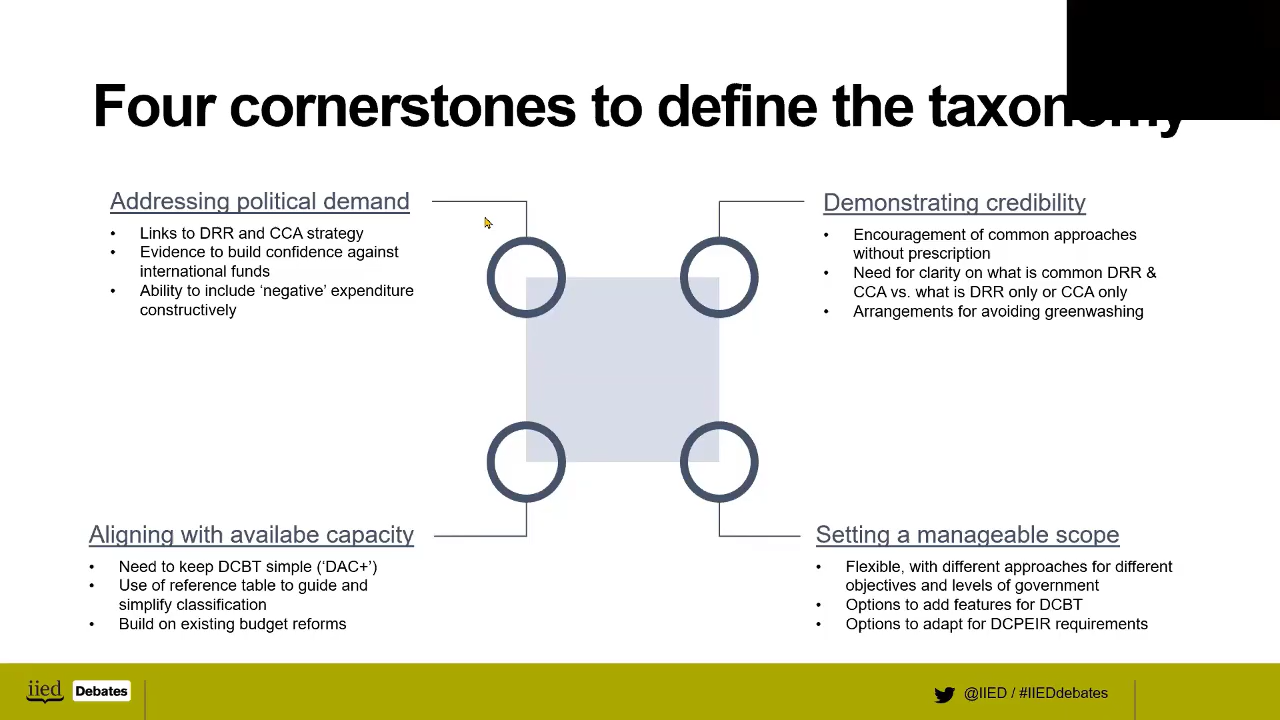 Four cornerstones to define the taxonomy
Addressing political demand
• Links to DRR and CCA strategy
• Evidence to build confidence against
international funds
• Ability to include ‘negative’ expenditure
constructively
Demonstrating credibility
• Encouragement of common approaches
without prescription
• Need for clarity on what is common DRR &
CCA vs. what is DRR only or CCA only
• Arrangements for avoiding greenwashing
Aligning with availabe capacity
• Need to keep DCBT simple (‘DAC+’)
• Use of reference table to guide and
simplify classification
• Build on existing budget reforms
Setting a manageable scope
• Flexible, with different approaches for different
objectives and levels of government
• Options to add features for DCBT
• Options to adapt for DCPEIR requirements
iied Debates
@IIED / #IIEDdebates